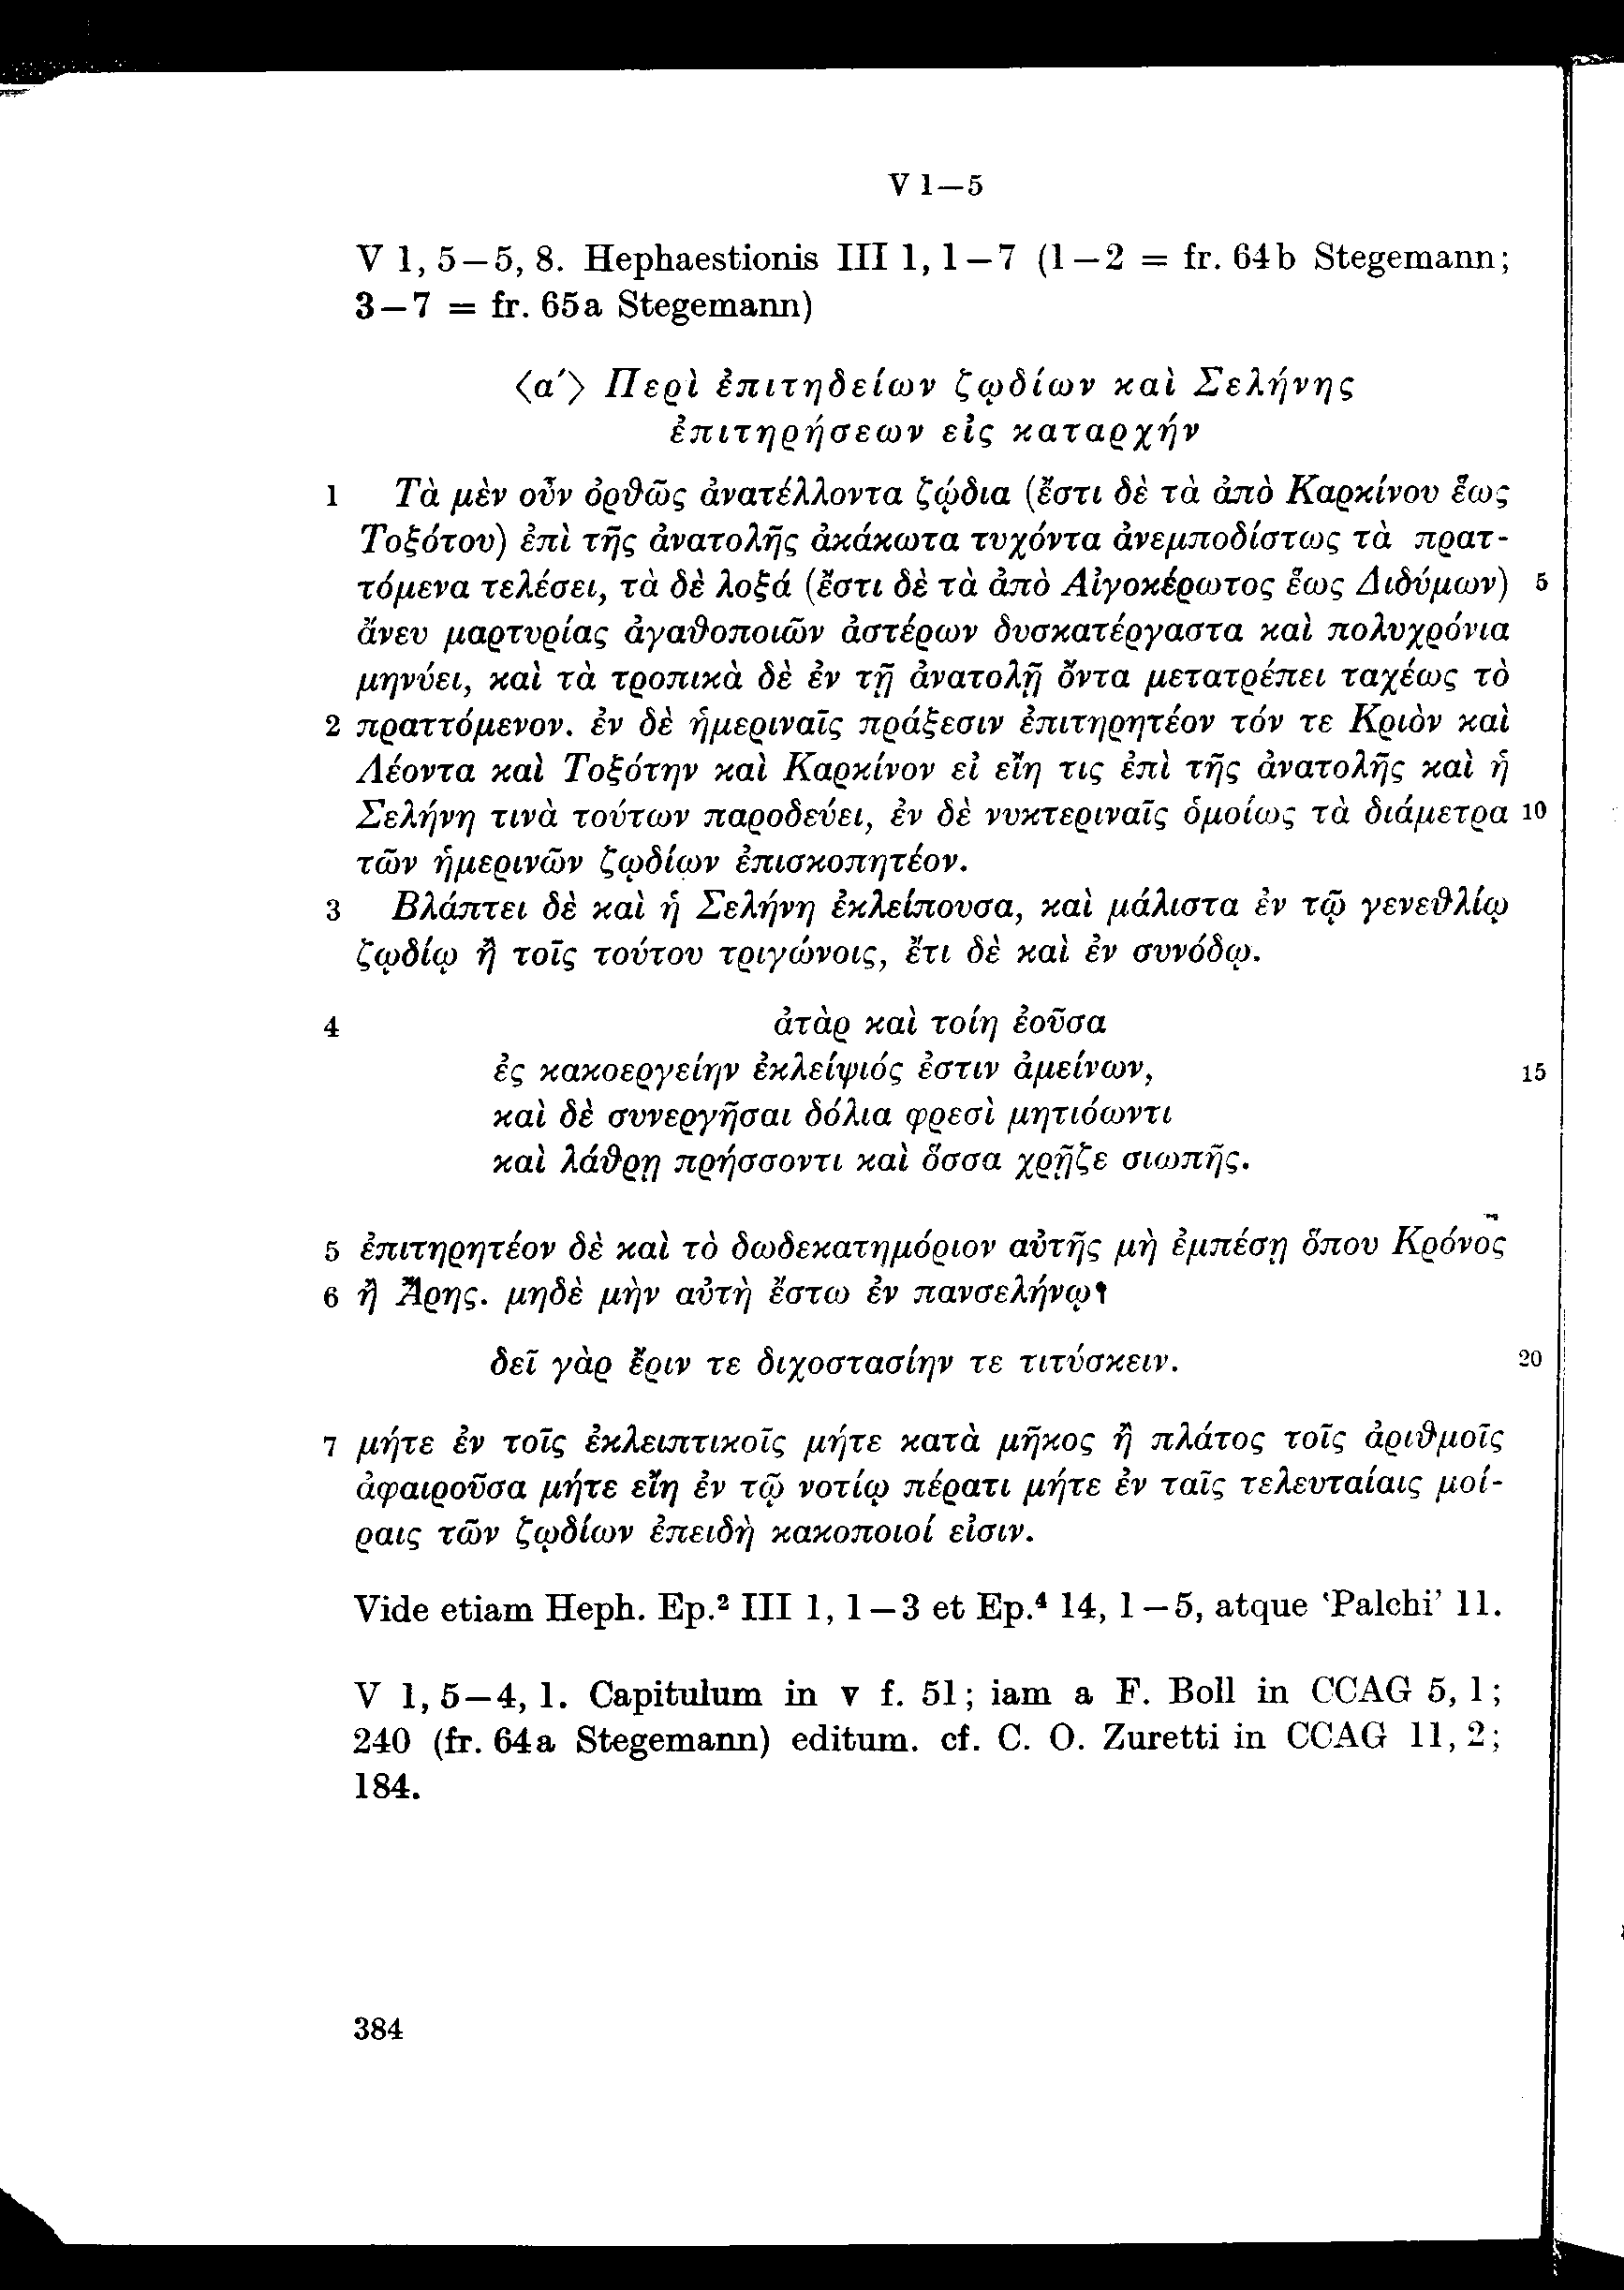 V 1—5
V 1, 5—5, 8. Hephaestionis III 1, 1—7 (1—2 = fr. 64b Stegemann;
3—7 = fr. 65a Stegemann)
⟨α′⟩ Περὶ ἐπιτηδείων ζῳδίων καὶ Σελήνης
ἐπιτηρήσεων εἰς καταρχήν
1 Τὰ μὲν οὖν ὀρθῶς ἀνατέλλοντα ζῴδια (ἔστι δὲ τὰ ἀπὸ Καρκίνου ἕως
Τοξότου) ἐπὶ τῆς ἀνατολῆς ἀκάκωτα τυχόντα ἀνεμποδίστως τὰ πρατ-
τόμενα τελέσει, τὰ δὲ λοξά (ἔστι δὲ τὰ ἀπὸ Αἰγοκέρωτος ἕως Διδύμων) 5
ἄνευ μαρτυρίας ἀγαθοποιῶν ἀστέρων δυσκατέργαστα καὶ πολυχρόνια
μηνύει, καὶ τὰ τροπικὰ δὲ ἐν τῇ ἀνατολῇ ὄντα μετατρέπει ταχέως τὸ
2 πραττόμενον. ἐν δὲ ἡμεριναῖς πράξεσιν ἐπιτηρητέον τόν τε Κριὸν καὶ
Λέοντα καὶ Τοξότην καὶ Καρκίνον εἰ εἴη τις ἐπὶ τῆς ἀνατολῆς καὶ ἡ
Σελήνη τινὰ τούτων παροδεύει, ἐν δὲ νυκτεριναῖς ὁμοίως τὰ διάμετρα 10
τῶν ἡμερινῶν ζῳδίων ἐπισκοπητέον.
3 Βλάπτει δὲ καὶ ἡ Σελήνη ἐκλείπουσα, καὶ μάλιστα ἐν τῷ γενεθλίῳ
ζῳδίῳ ἢ τοῖς τούτου τριγώνοις, ἔτι δὲ καὶ ἐν συνόδῳ.
4 ἀτὰρ καὶ τοίη ἐοῦσα
ἐς κακοεργείην ἐκλείψιός ἐστιν ἀμείνων, 15
καὶ δὲ συνεργῆσαι δόλια φρεσὶ μητιόωντι
καὶ λάθρῃ πρήσσοντι καὶ ὅσσα χρῇζε σιωπῆς.
5 ἐπιτηρητέον δὲ καὶ τὸ δωδεκατημόριον αὐτῆς μὴ ἐμπέσῃ ὅπου Κρόνος
6 ἢ Ἄρης. μηδὲ μὴν αὐτὴ ἔστω ἐν πανσελήνῳ·
δεῖ γὰρ ἔριν τε διχοστασίην τε τιτύσκειν. 20
7 μήτε ἐν τοῖς ἐκλειπτικοῖς μήτε κατὰ μῆκος ἢ πλάτος τοῖς ἀριθμοῖς
ἀφαιροῦσα μήτε εἴη ἐν τῷ νοτίῳ πέρατι μήτε ἐν ταῖς τελευταίαις μοί-
ραις τῶν ζῳδίων ἐπειδὴ κακοποιοί εἰσιν.
Vide etiam Heph. Ep.² III 1, 1—3 et Ep.⁴ 14, 1—5, atque ‘Palchi’ 11.
V 1, 5—4, 1. Capitulum in v f. 51; iam a F. Boll in CCAG 5, 1;
240 (fr. 64a Stegemann) editum. cf. C. O. Zuretti in CCAG 11, 2;
184.
384